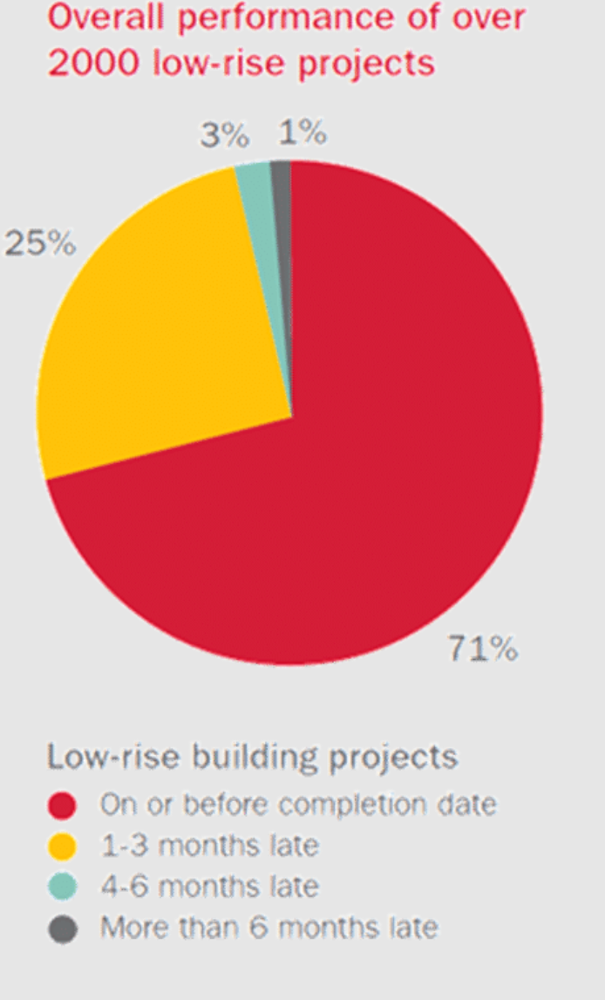 Overall performance of over
2000 low-rise projects
3% 1%
25%
71%
Low-rise building projects
On or before completion date
1-3 months late
4-6 months late
More than 6 months late